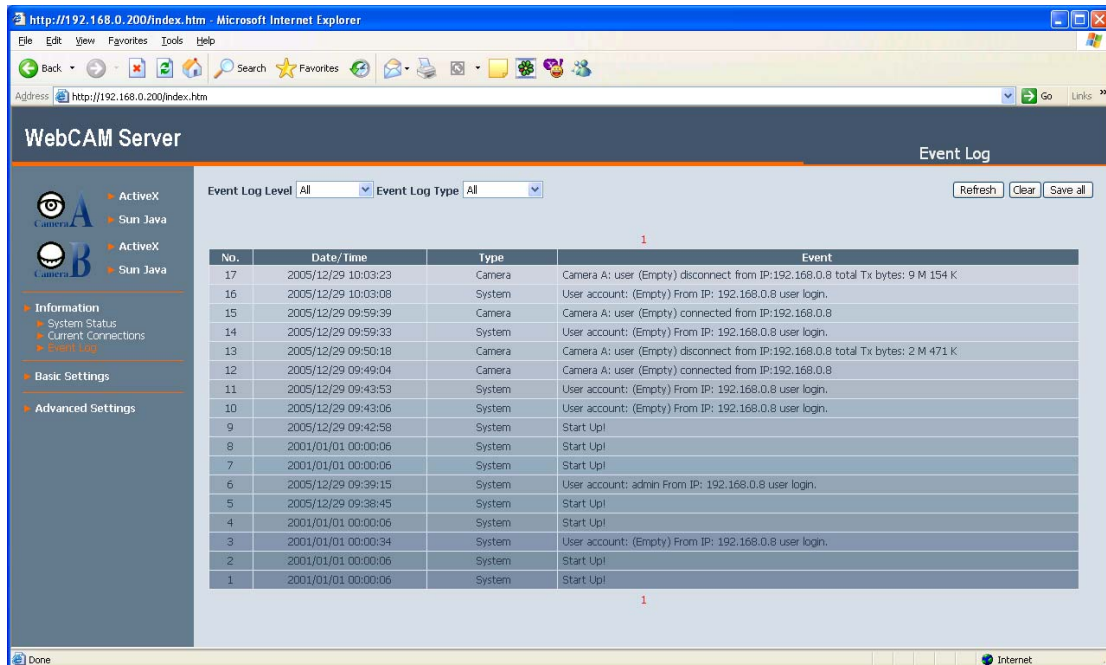 http://192.168.0.200/index.htm - Microsoft Internet Explorer
File Edit View Favorites Tools Help
Back Search Favorites
Address http://192.168.0.200/index.htm Go Links »
WebCAM Server
Event Log
Camera A
ActiveX
Sun Java
Camera B
ActiveX
Sun Java
Information
System Status
Current Connections
Event Log
Basic Settings
Advanced Settings
Event Log Level All Event Log Type All Refresh Clear Save all
1
No. Date/Time Type Event
17 2005/12/29 10:03:23 Camera Camera A: user (Empty) disconnect from IP:192.168.0.8 total Tx bytes: 9 M 154 K
16 2005/12/29 10:03:08 System User account: (Empty) From IP: 192.168.0.8 user login.
15 2005/12/29 09:59:39 Camera Camera A: user (Empty) connected from IP:192.168.0.8
14 2005/12/29 09:59:33 System User account: (Empty) From IP: 192.168.0.8 user login.
13 2005/12/29 09:50:18 Camera Camera A: user (Empty) disconnect from IP:192.168.0.8 total Tx bytes: 2 M 471 K
12 2005/12/29 09:49:04 Camera Camera A: user (Empty) connected from IP:192.168.0.8
11 2005/12/29 09:43:53 System User account: (Empty) From IP: 192.168.0.8 user login.
10 2005/12/29 09:43:06 System User account: (Empty) From IP: 192.168.0.8 user login.
9 2005/12/29 09:42:58 System Start Up!
8 2001/01/01 00:00:06 System Start Up!
7 2001/01/01 00:00:06 System Start Up!
6 2005/12/29 09:39:15 System User account: admin From IP: 192.168.0.8 user login.
5 2005/12/29 09:38:45 System Start Up!
4 2001/01/01 00:00:06 System Start Up!
3 2001/01/01 00:00:34 System User account: (Empty) From IP: 192.168.0.8 user login.
2 2001/01/01 00:00:06 System Start Up!
1 2001/01/01 00:00:06 System Start Up!
1
Done Internet